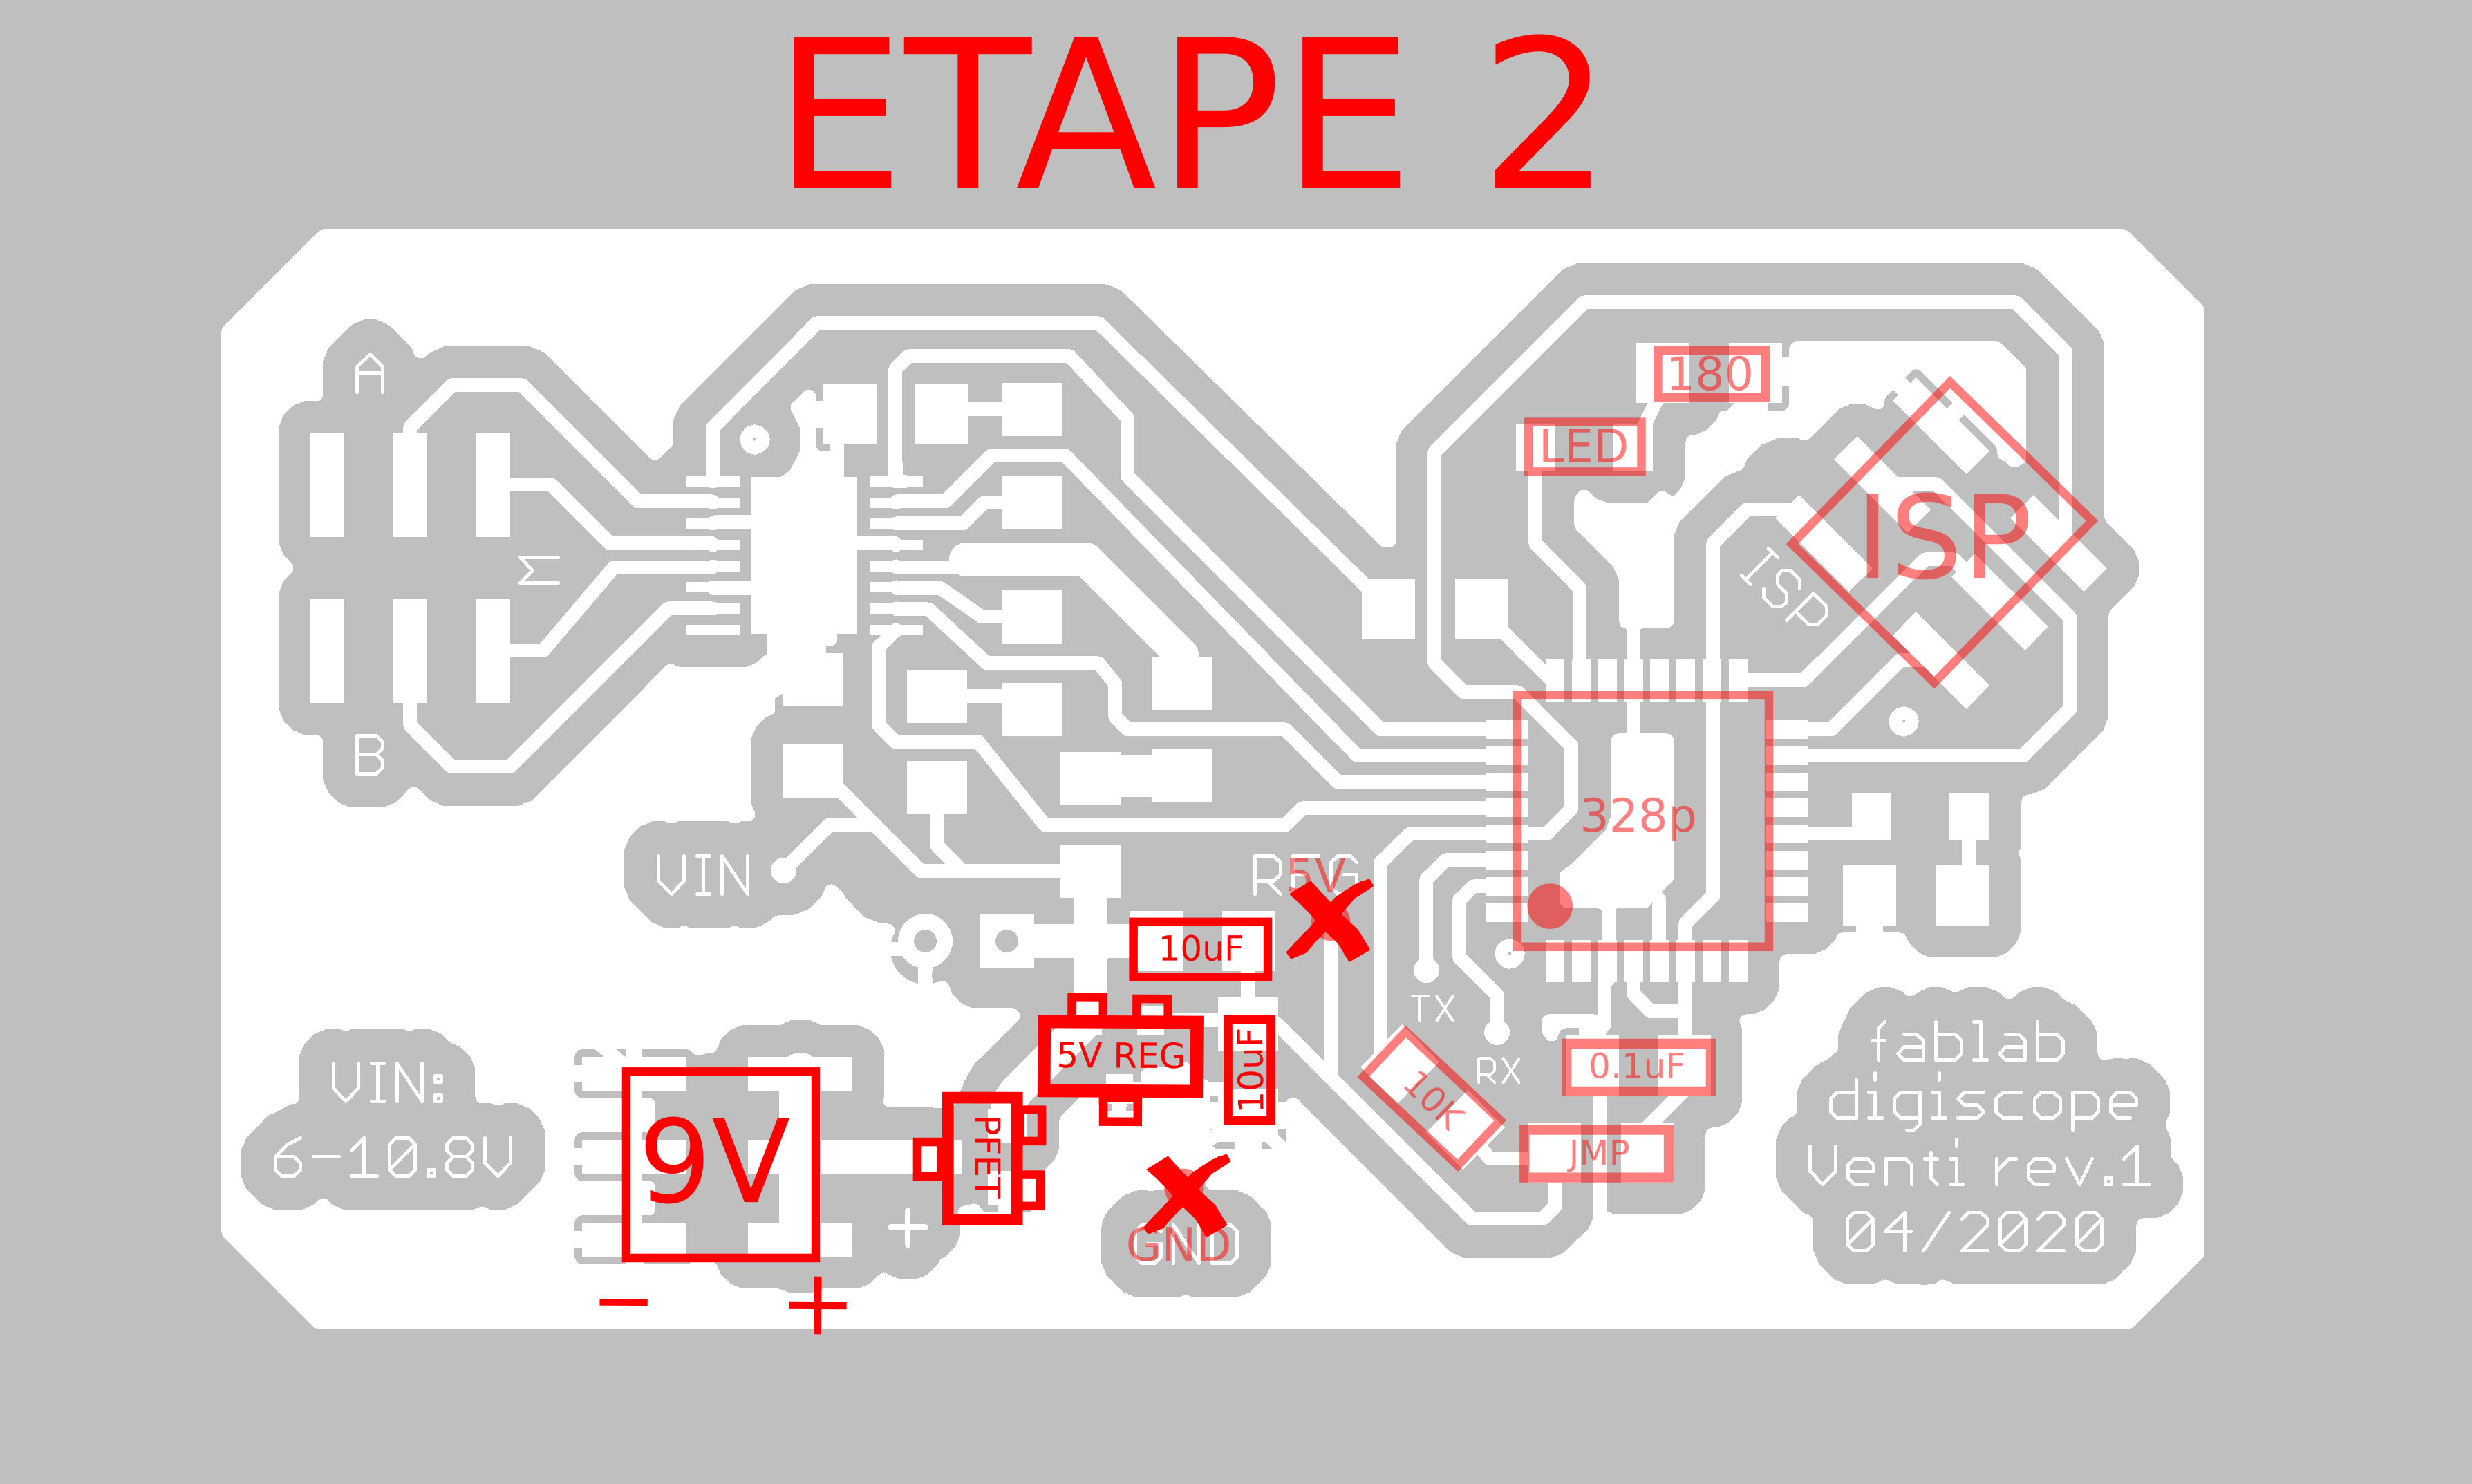 ETAPE 2
A
180
LED
ISP
ISP
M
B
328p
VIN
5V
10uF
TX
5V REG
10uF
RX
0.1uF
10K
JMP
VIN:
6-10.8V
9V
PFET
+
GND
GND
- +
fablab
digiscope
Venti rev.1
04/2020